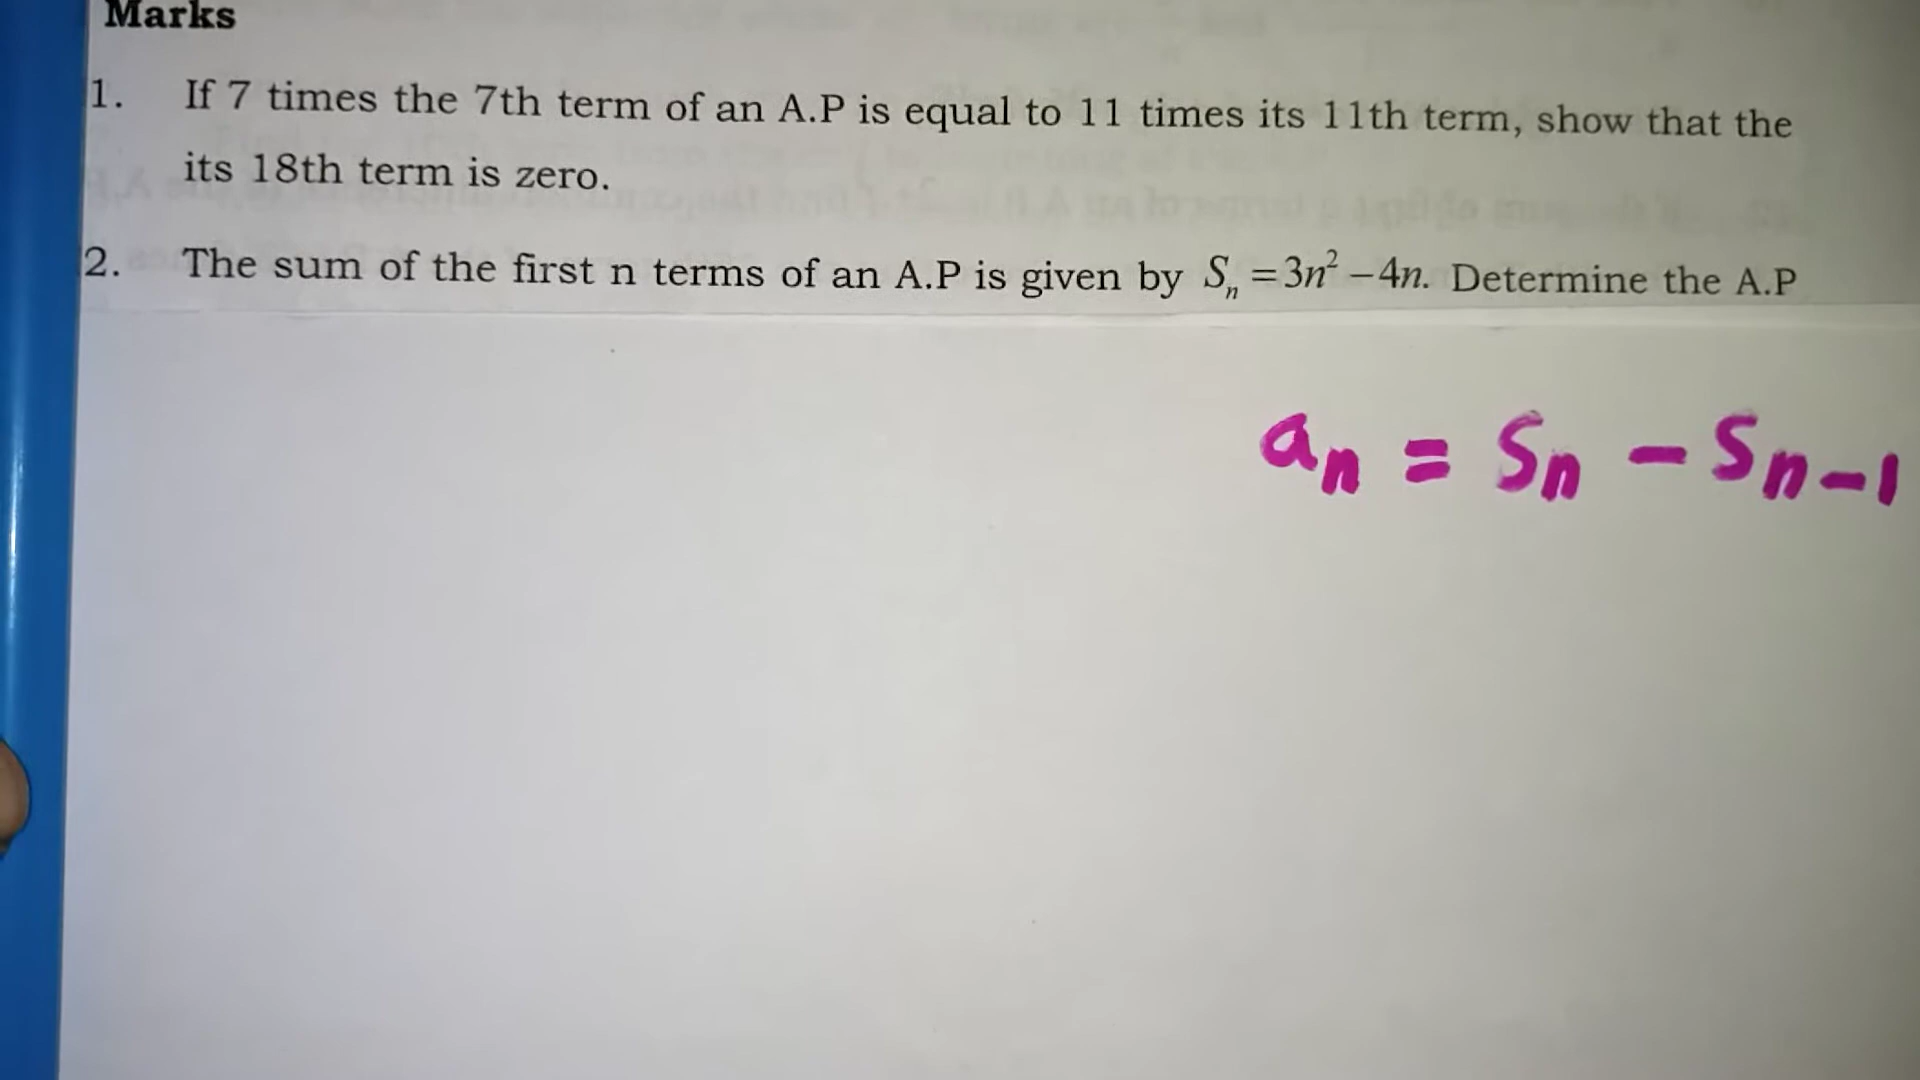 Marks
1. If 7 times the 7th term of an A.P is equal to 11 times its 11th term, show that the
its 18th term is zero.
2. The sum of the first n terms of an A.P is given by Sₙ = 3n² – 4n. Determine the A.P
aₙ = Sₙ – Sₙ₋₁